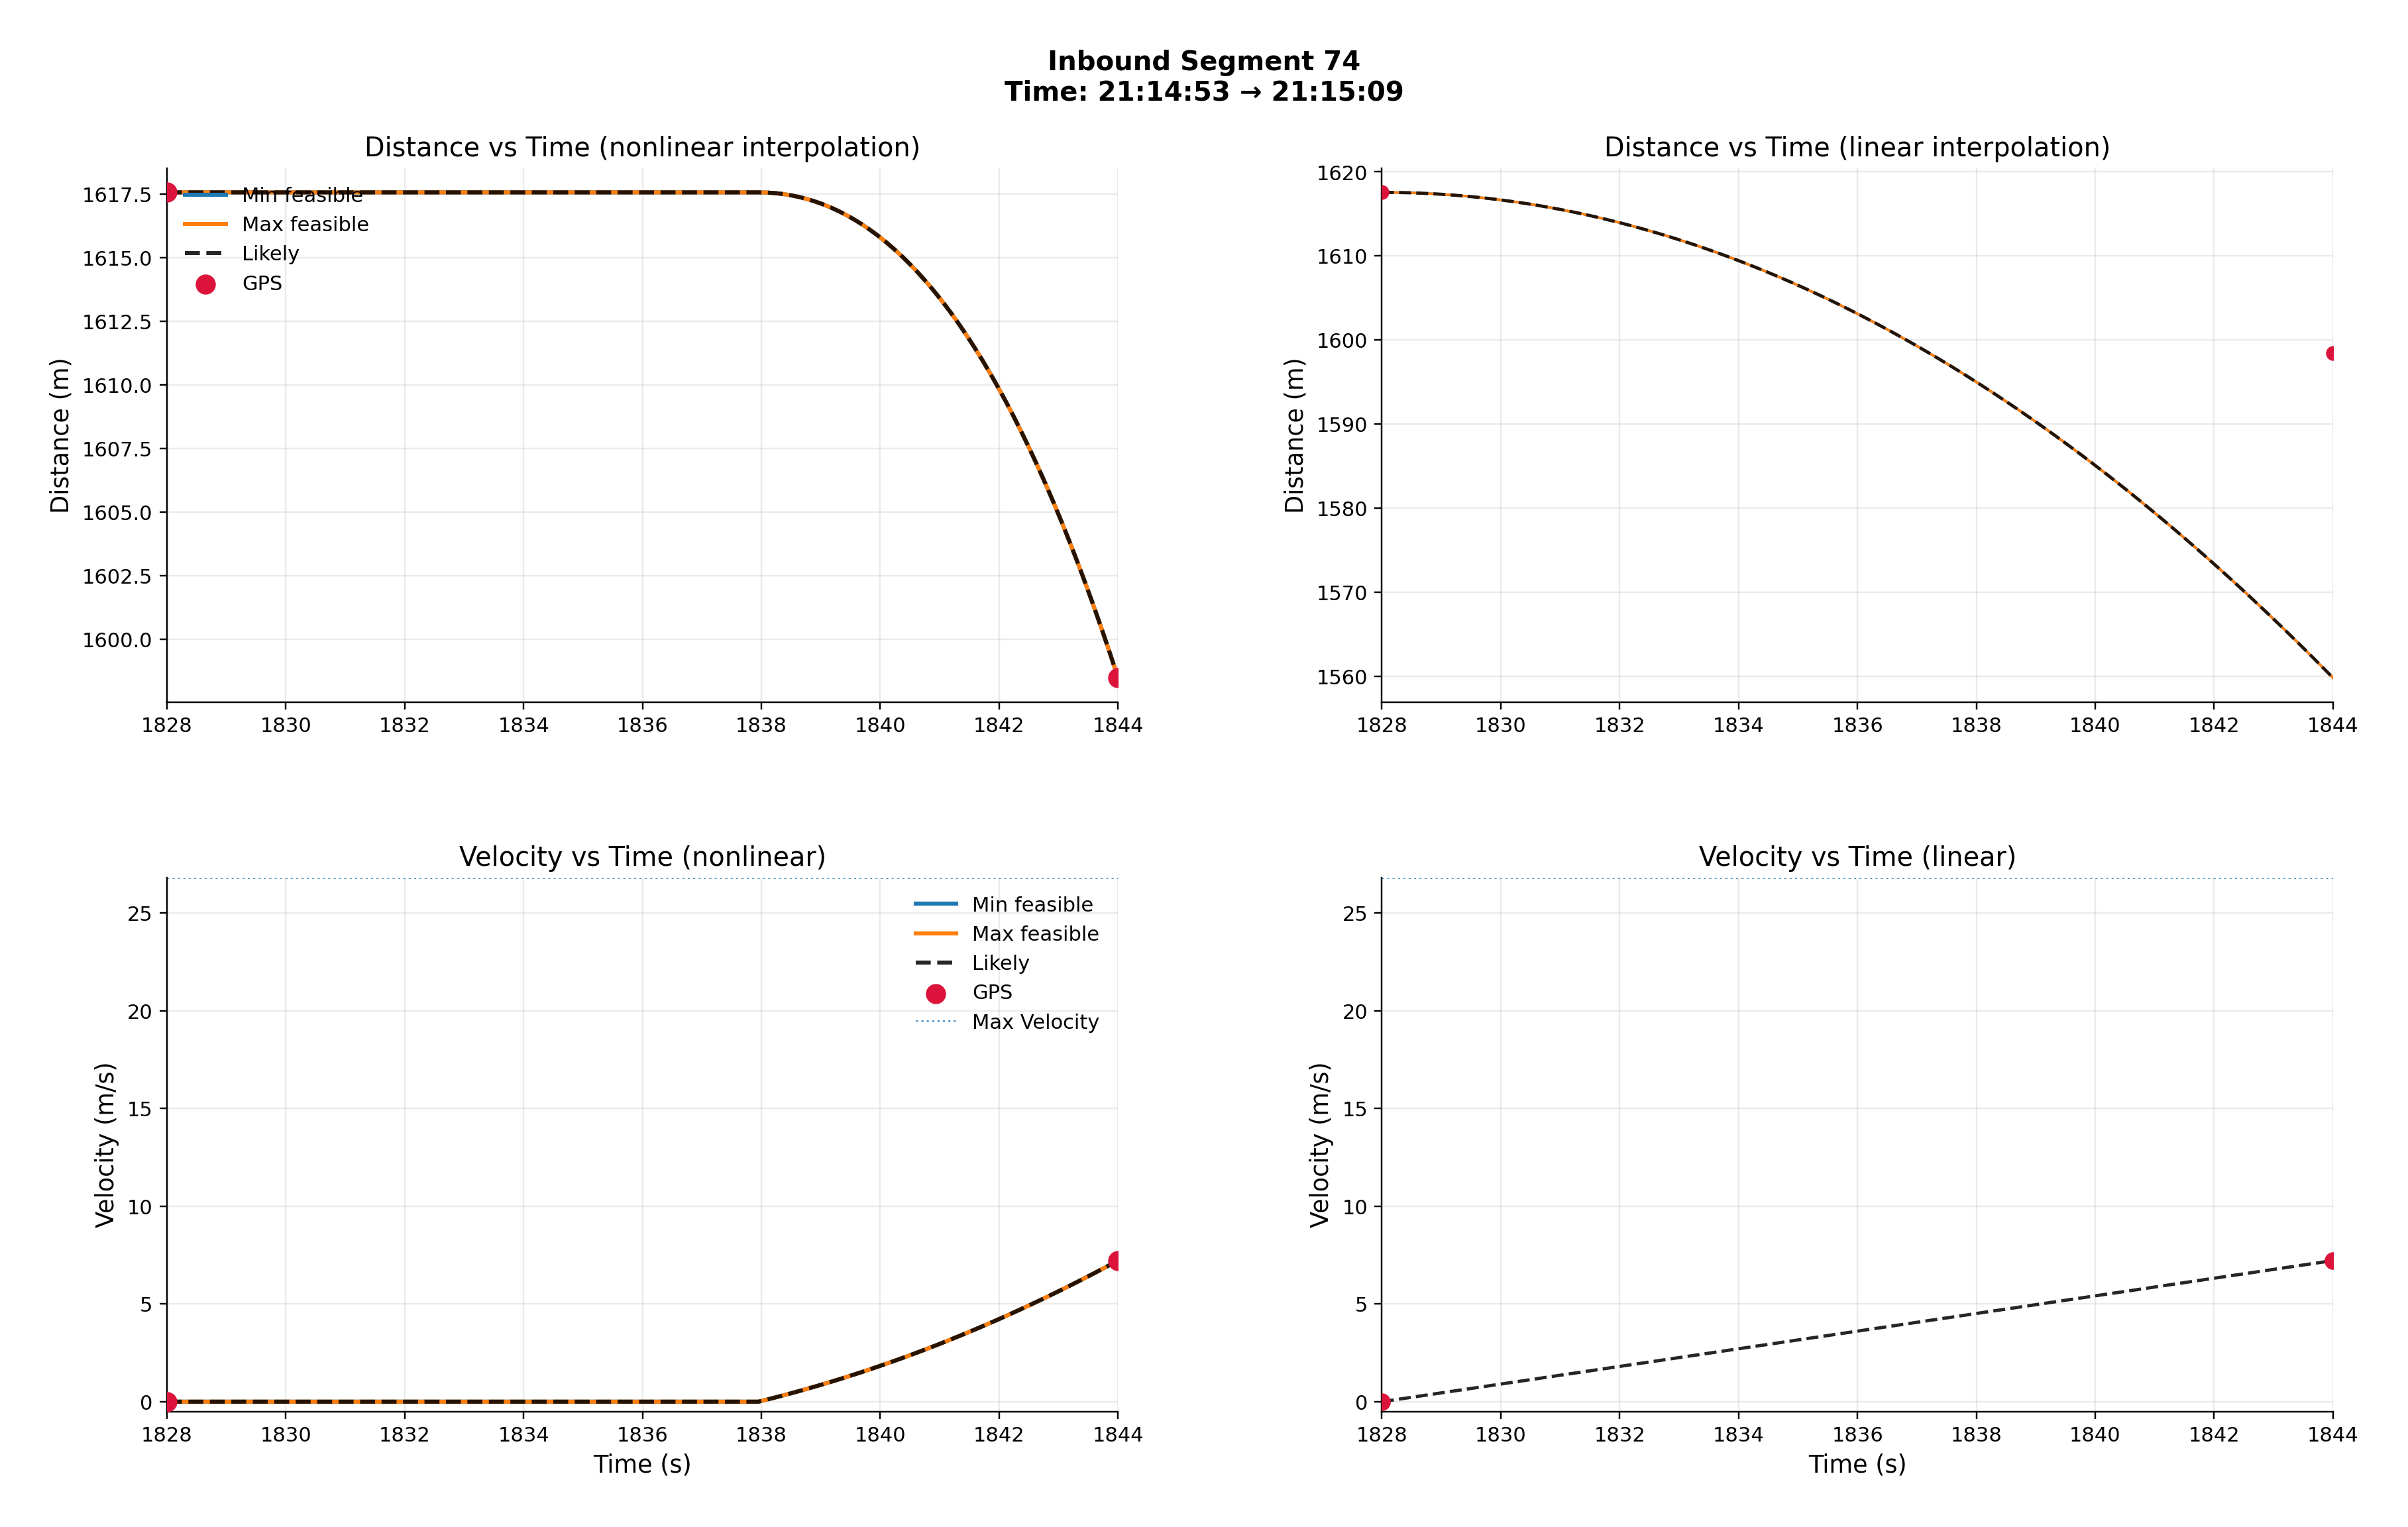 Inbound Segment 74
Time: 21:14:53 → 21:15:09
Distance vs Time (nonlinear interpolation)
Distance (m)
1617.5
1615.0
1612.5
1610.0
1607.5
1605.0
1602.5
1600.0
Min feasible
Max feasible
Likely
GPS
1828 1830 1832 1834 1836 1838 1840 1842 1844
Distance vs Time (linear interpolation)
Distance (m)
1620
1610
1600
1590
1580
1570
1560
1828 1830 1832 1834 1836 1838 1840 1842 1844
Velocity vs Time (nonlinear)
Velocity (m/s)
25
20
15
10
5
0
Min feasible
Max feasible
Likely
GPS
Max Velocity
1828 1830 1832 1834 1836 1838 1840 1842 1844
Time (s)
Velocity vs Time (linear)
Velocity (m/s)
25
20
15
10
5
0
1828 1830 1832 1834 1836 1838 1840 1842 1844
Time (s)